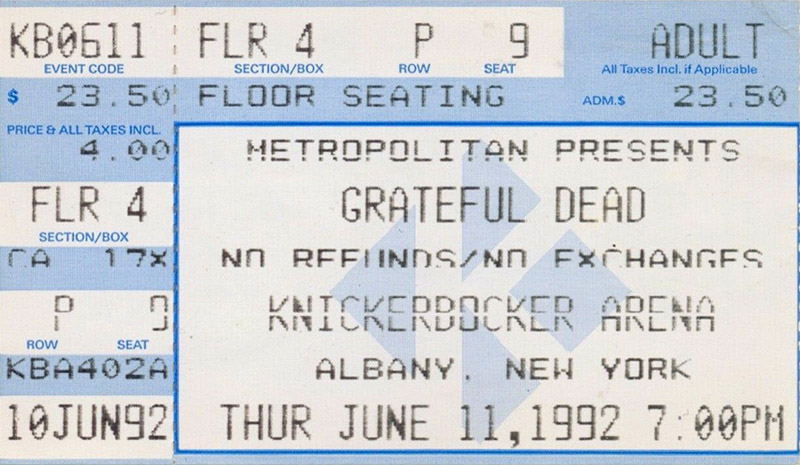 KB0611 FLR 4 P 9 ADULT
EVENT CODE SECTION/BOX ROW SEAT All Taxes Incl. if Applicable
$ 23.50 FLOOR SEATING ADM.$ 23.50
PRICE & ALL TAXES INCL.
4.00
METROPOLITAN PRESENTS
FLR 4
GRATEFUL DEAD
SECTION/BOX
CA 17X
NO REFUNDS/NO EXCHANGES
P 9
KNICKERBOCKER ARENA
ROW SEAT
KBA402A
ALBANY, NEW YORK
10JUN92
THUR JUNE 11,1992 7:00PM